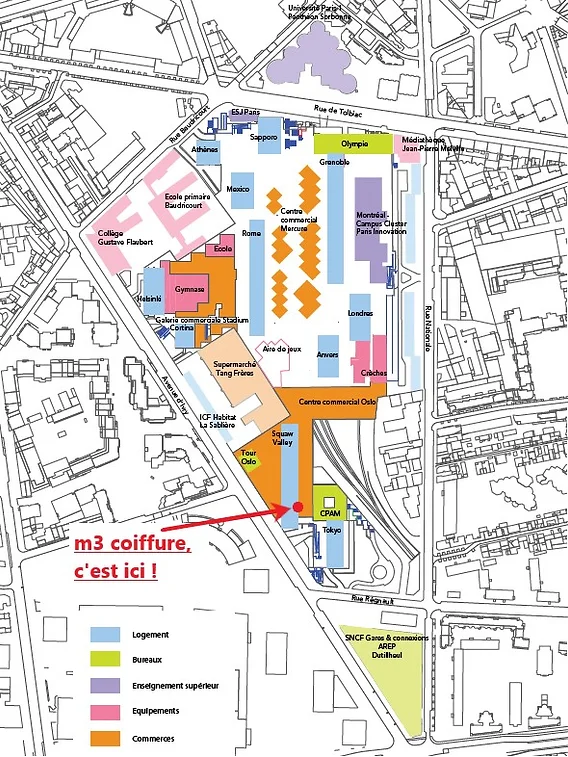 Université Paris 1
Panthéon Sorbonne
Rue de Tolbiac
Rue Baudricourt
ESJ Paris
Sapporo
Athènes
Olympie
Médiathèque
Jean-Pierre Melville
Grenoble
Mexico
Ecole primaire
Baudricourt
Centre
commercial
Mercure
Montréal -
Campus Cluster
Paris Innovation
Collège
Gustave Flaubert
Rome
Ecole
Gymnase
Helsinki
Galerie commerciale Stadium
Cortina
Londres
Rue Nationale
Aire de jeux
Anvers
Supermarché
Tang Frères
Crèches
Avenue d'Ivry
Centre commercial Oslo
ICF Habitat
La Sablière
Squaw
Valley
Tour
Oslo
CPAM
Tokyo
m3 coiffure,
c'est ici !
Rue Régnault
SNCF Gares & connexions
AREP
Dutilleul
Logement
Bureaux
Enseignement supérieur
Equipements
Commerces